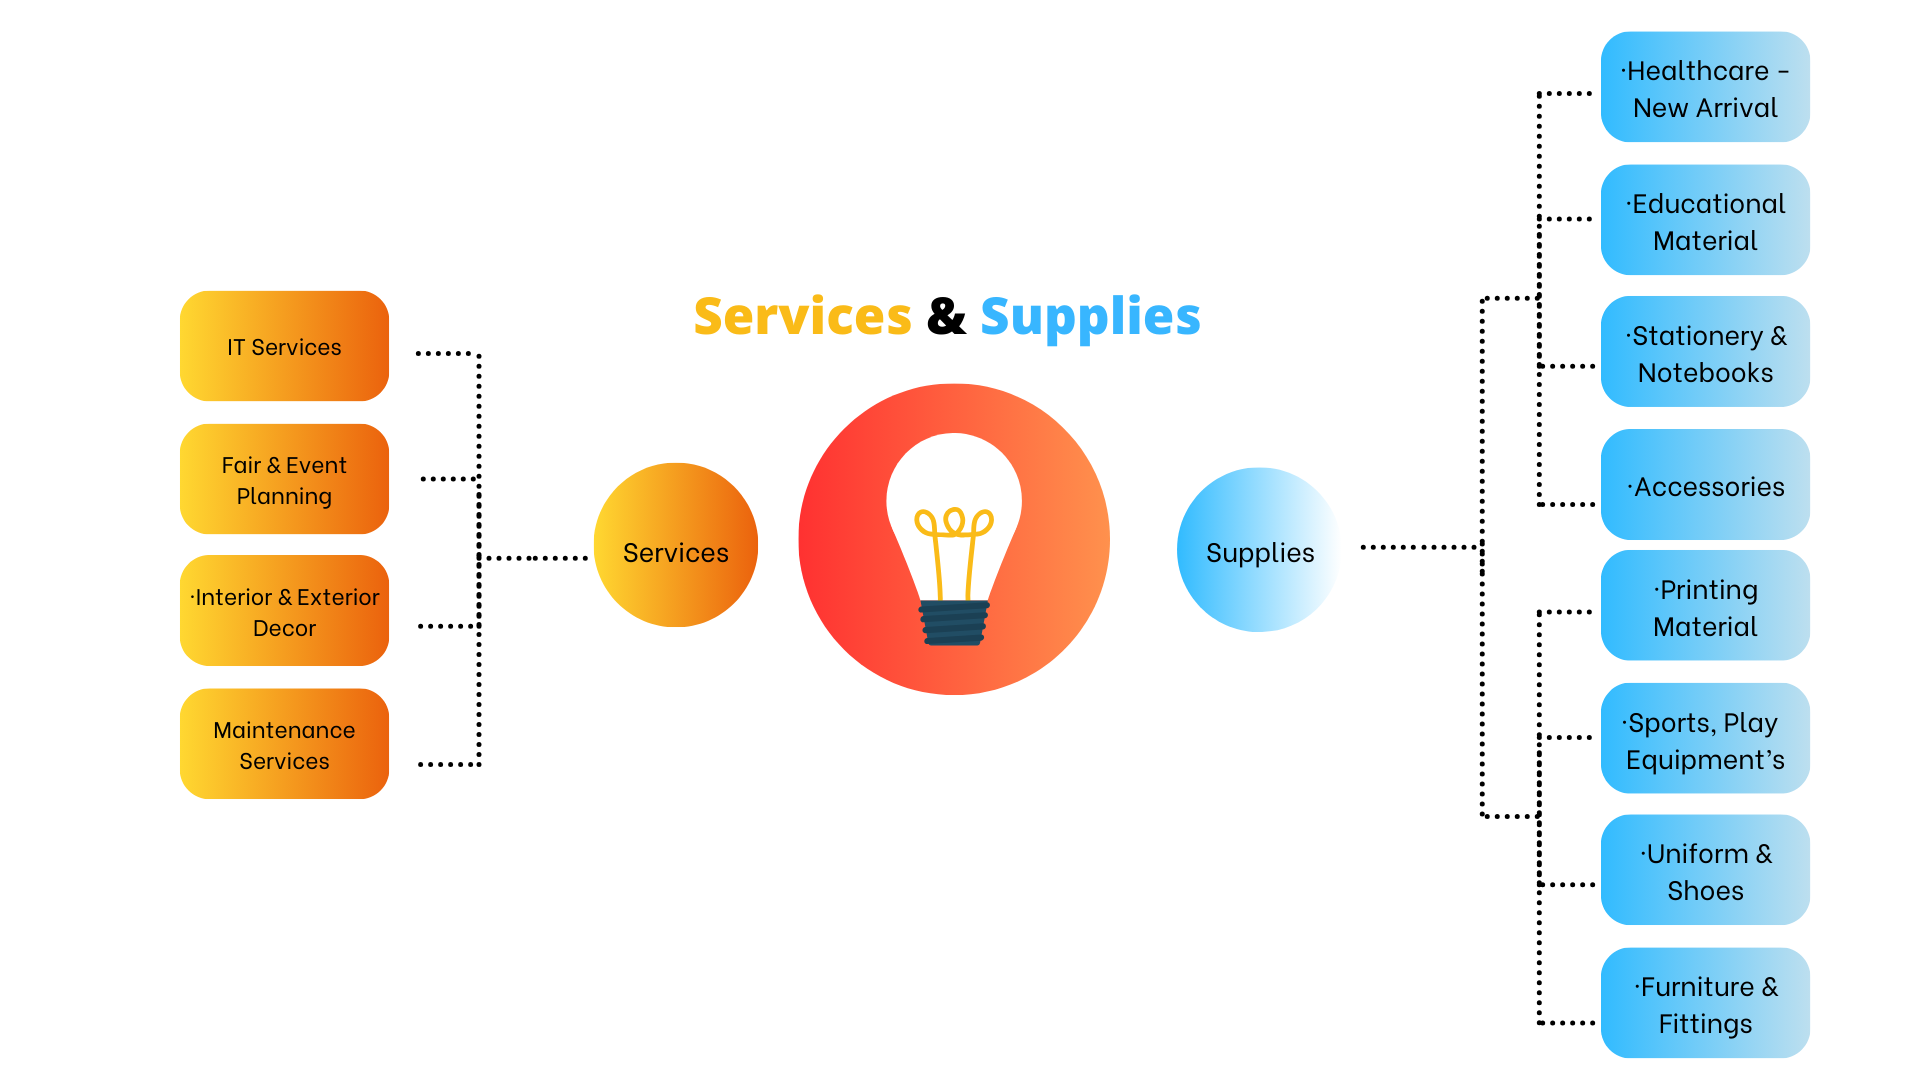 Services & Supplies
IT Services
Fair & Event
Planning
·Interior & Exterior
Decor
Maintenance
Services
Services
Supplies
·Healthcare -
New Arrival
·Educational
Material
·Stationery &
Notebooks
·Accessories
·Printing
Material
·Sports, Play
Equipment’s
·Uniform &
Shoes
·Furniture &
Fittings